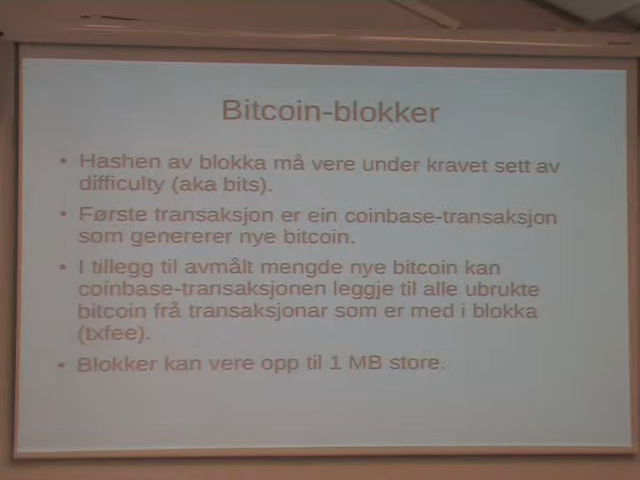 Bitcoin-blokker
• Hashen av blokka må vere under kravet sett av
difficulty (aka bits).
• Første transaksjon er ein coinbase-transaksjon
som genererer nye bitcoin.
• I tillegg til avmålt mengde nye bitcoin kan
coinbase-transaksjonen leggje til alle ubrukte
bitcoin frå transaksjonar som er med i blokka
(txfee).
• Blokker kan vere opp til 1 MB store.